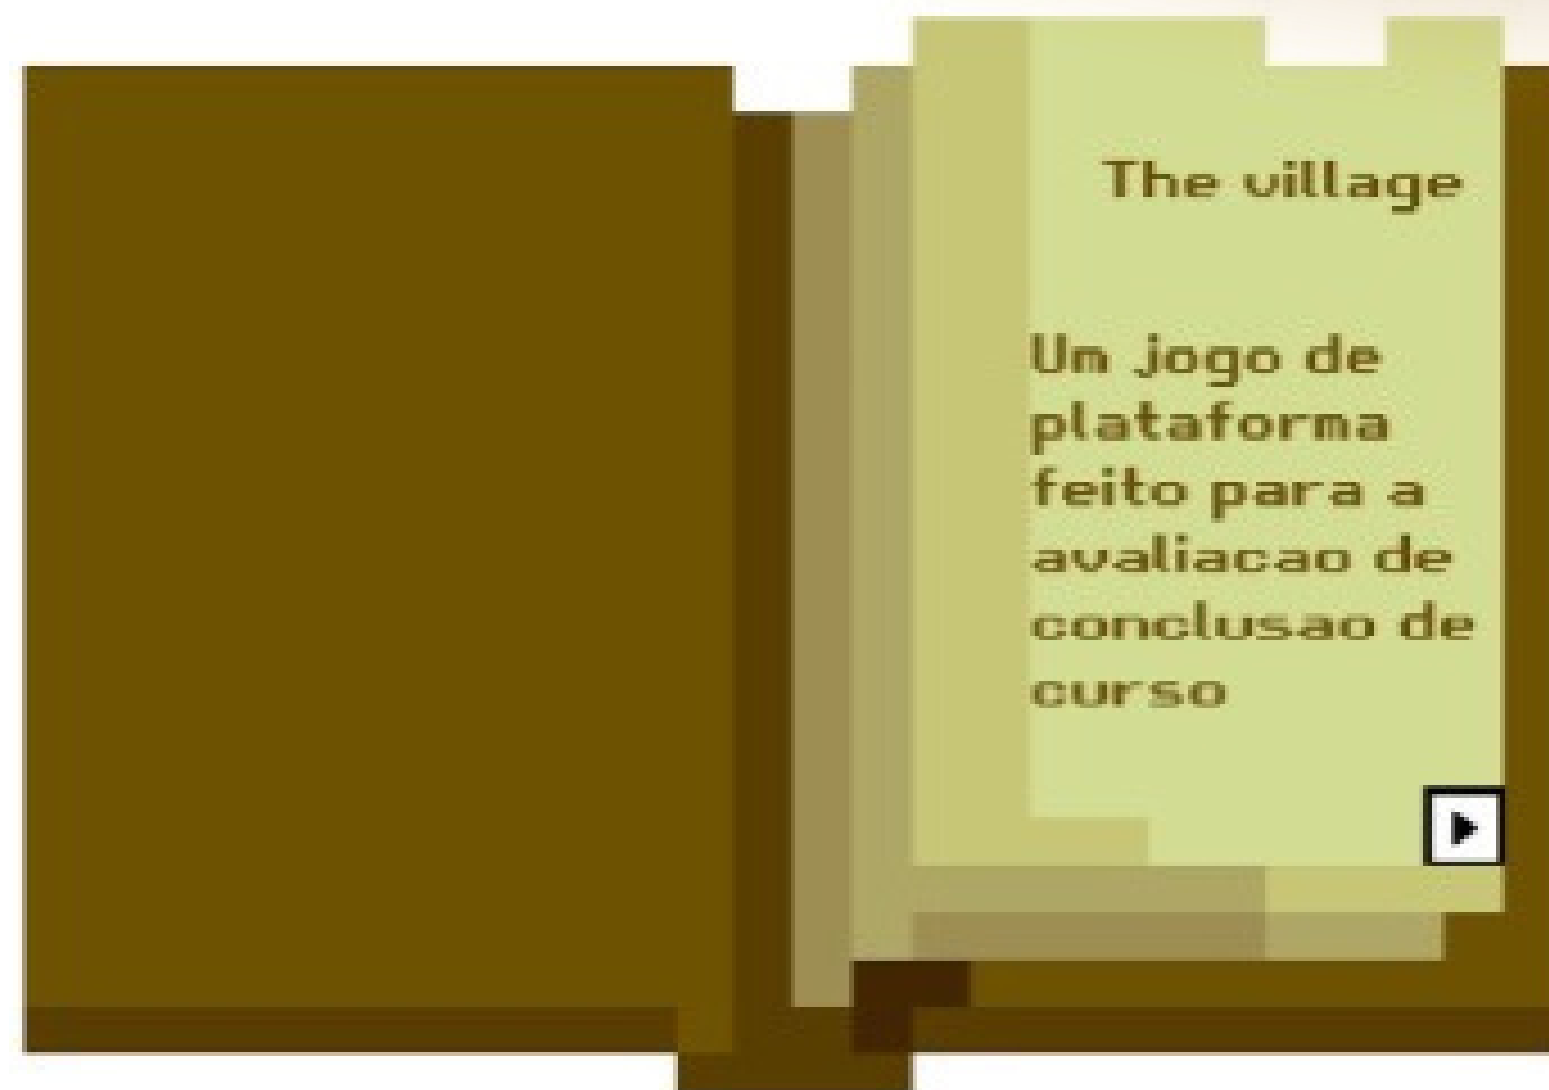 The village
Um jogo de
plataforma
feito para a
avaliacao de
conclusao de
curso